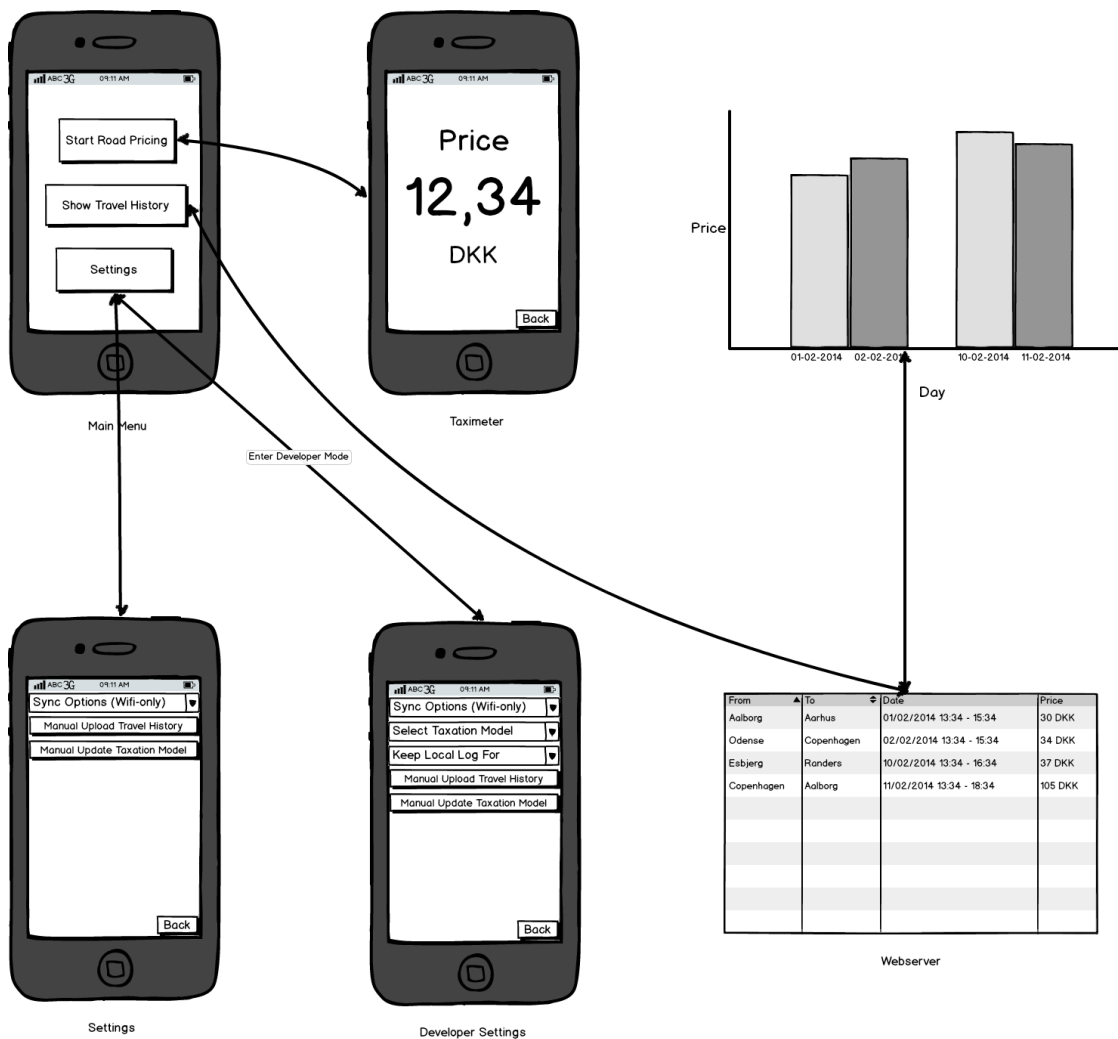 ABC 3G 09:11 AM
Start Road Pricing
Show Travel History
Settings
Main Menu
ABC 3G 09:11 AM
Price
12,34
DKK
Back
Taximeter
Price
01-02-2014 02-02-2014 10-02-2014 11-02-2014
Day
Enter Developer Mode
ABC 3G 09:11 AM
Sync Options (Wifi-only)
Manual Upload Travel History
Manual Update Taxation Model
Back
Settings
ABC 3G 09:11 AM
Sync Options (Wifi-only)
Select Taxation Model
Keep Local Log For
Manual Upload Travel History
Manual Update Taxation Model
Back
Developer Settings
From To Date Price
Aalborg Aarhus 01/02/2014 13:34 - 15:34 30 DKK
Odense Copenhagen 02/02/2014 13:34 - 15:34 34 DKK
Esbjerg Randers 10/02/2014 13:34 - 16:34 37 DKK
Copenhagen Aalborg 11/02/2014 13:34 - 18:34 105 DKK
Webserver